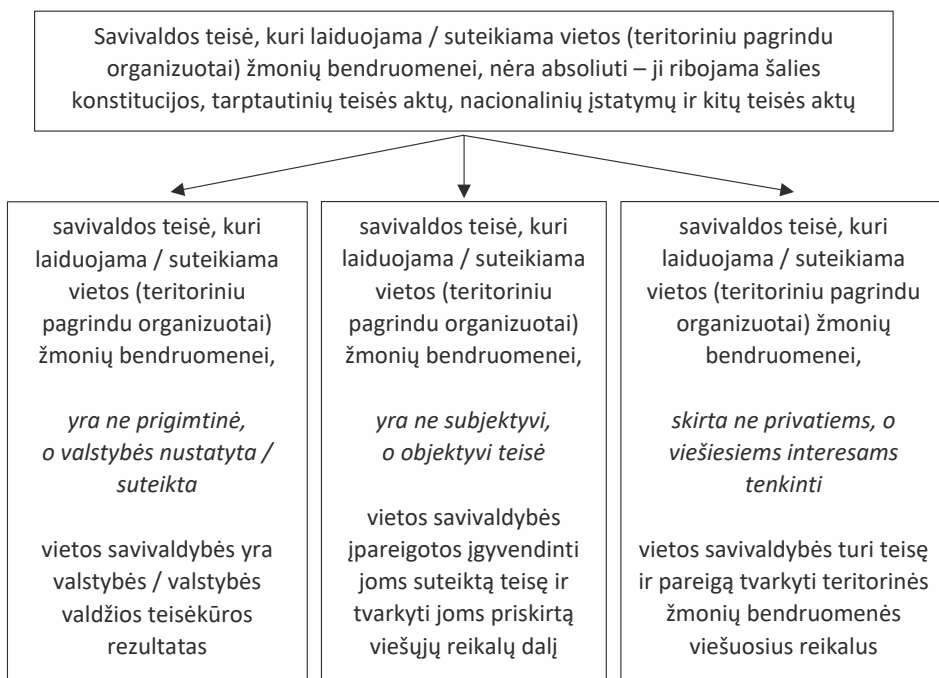 Savivaldos teisė, kuri laiduojama / suteikiama vietos (teritoriniu pagrindu
organizuotai) žmonių bendruomenei, nėra absoliuti – ji ribojama šalies
konstitucijos, tarptautinių teisės aktų, nacionalinių įstatymų ir kitų teisės aktų
savivaldos teisė, kuri
laiduojama / suteikiama
vietos (teritoriniu
pagrindu organizuotai)
žmonių bendruomenei,
yra ne prigimtinė,
o valstybės nustatyta /
suteikta
vietos savivaldybės yra
valstybės / valstybės
valdžios teisėkūros
rezultatas
savivaldos teisė, kuri
laiduojama / suteikiama
vietos (teritoriniu
pagrindu organizuotai)
žmonių bendruomenei,
yra ne subjektyvi,
o objektyvi teisė
vietos savivaldybės
įpareigotos įgyvendinti
joms suteiktą teisę ir
tvarkyti joms priskirtą
viešųjų reikalų dalį
savivaldos teisė, kuri
laiduojama / suteikiama
vietos (teritoriniu pagrindu
organizuotai) žmonių
bendruomenei,
skirta ne privatiems, o
viešiesiems interesams
tenkinti
vietos savivaldybės turi teisę
ir pareigą tvarkyti teritorinės
žmonių bendruomenės
viešuosius reikalus